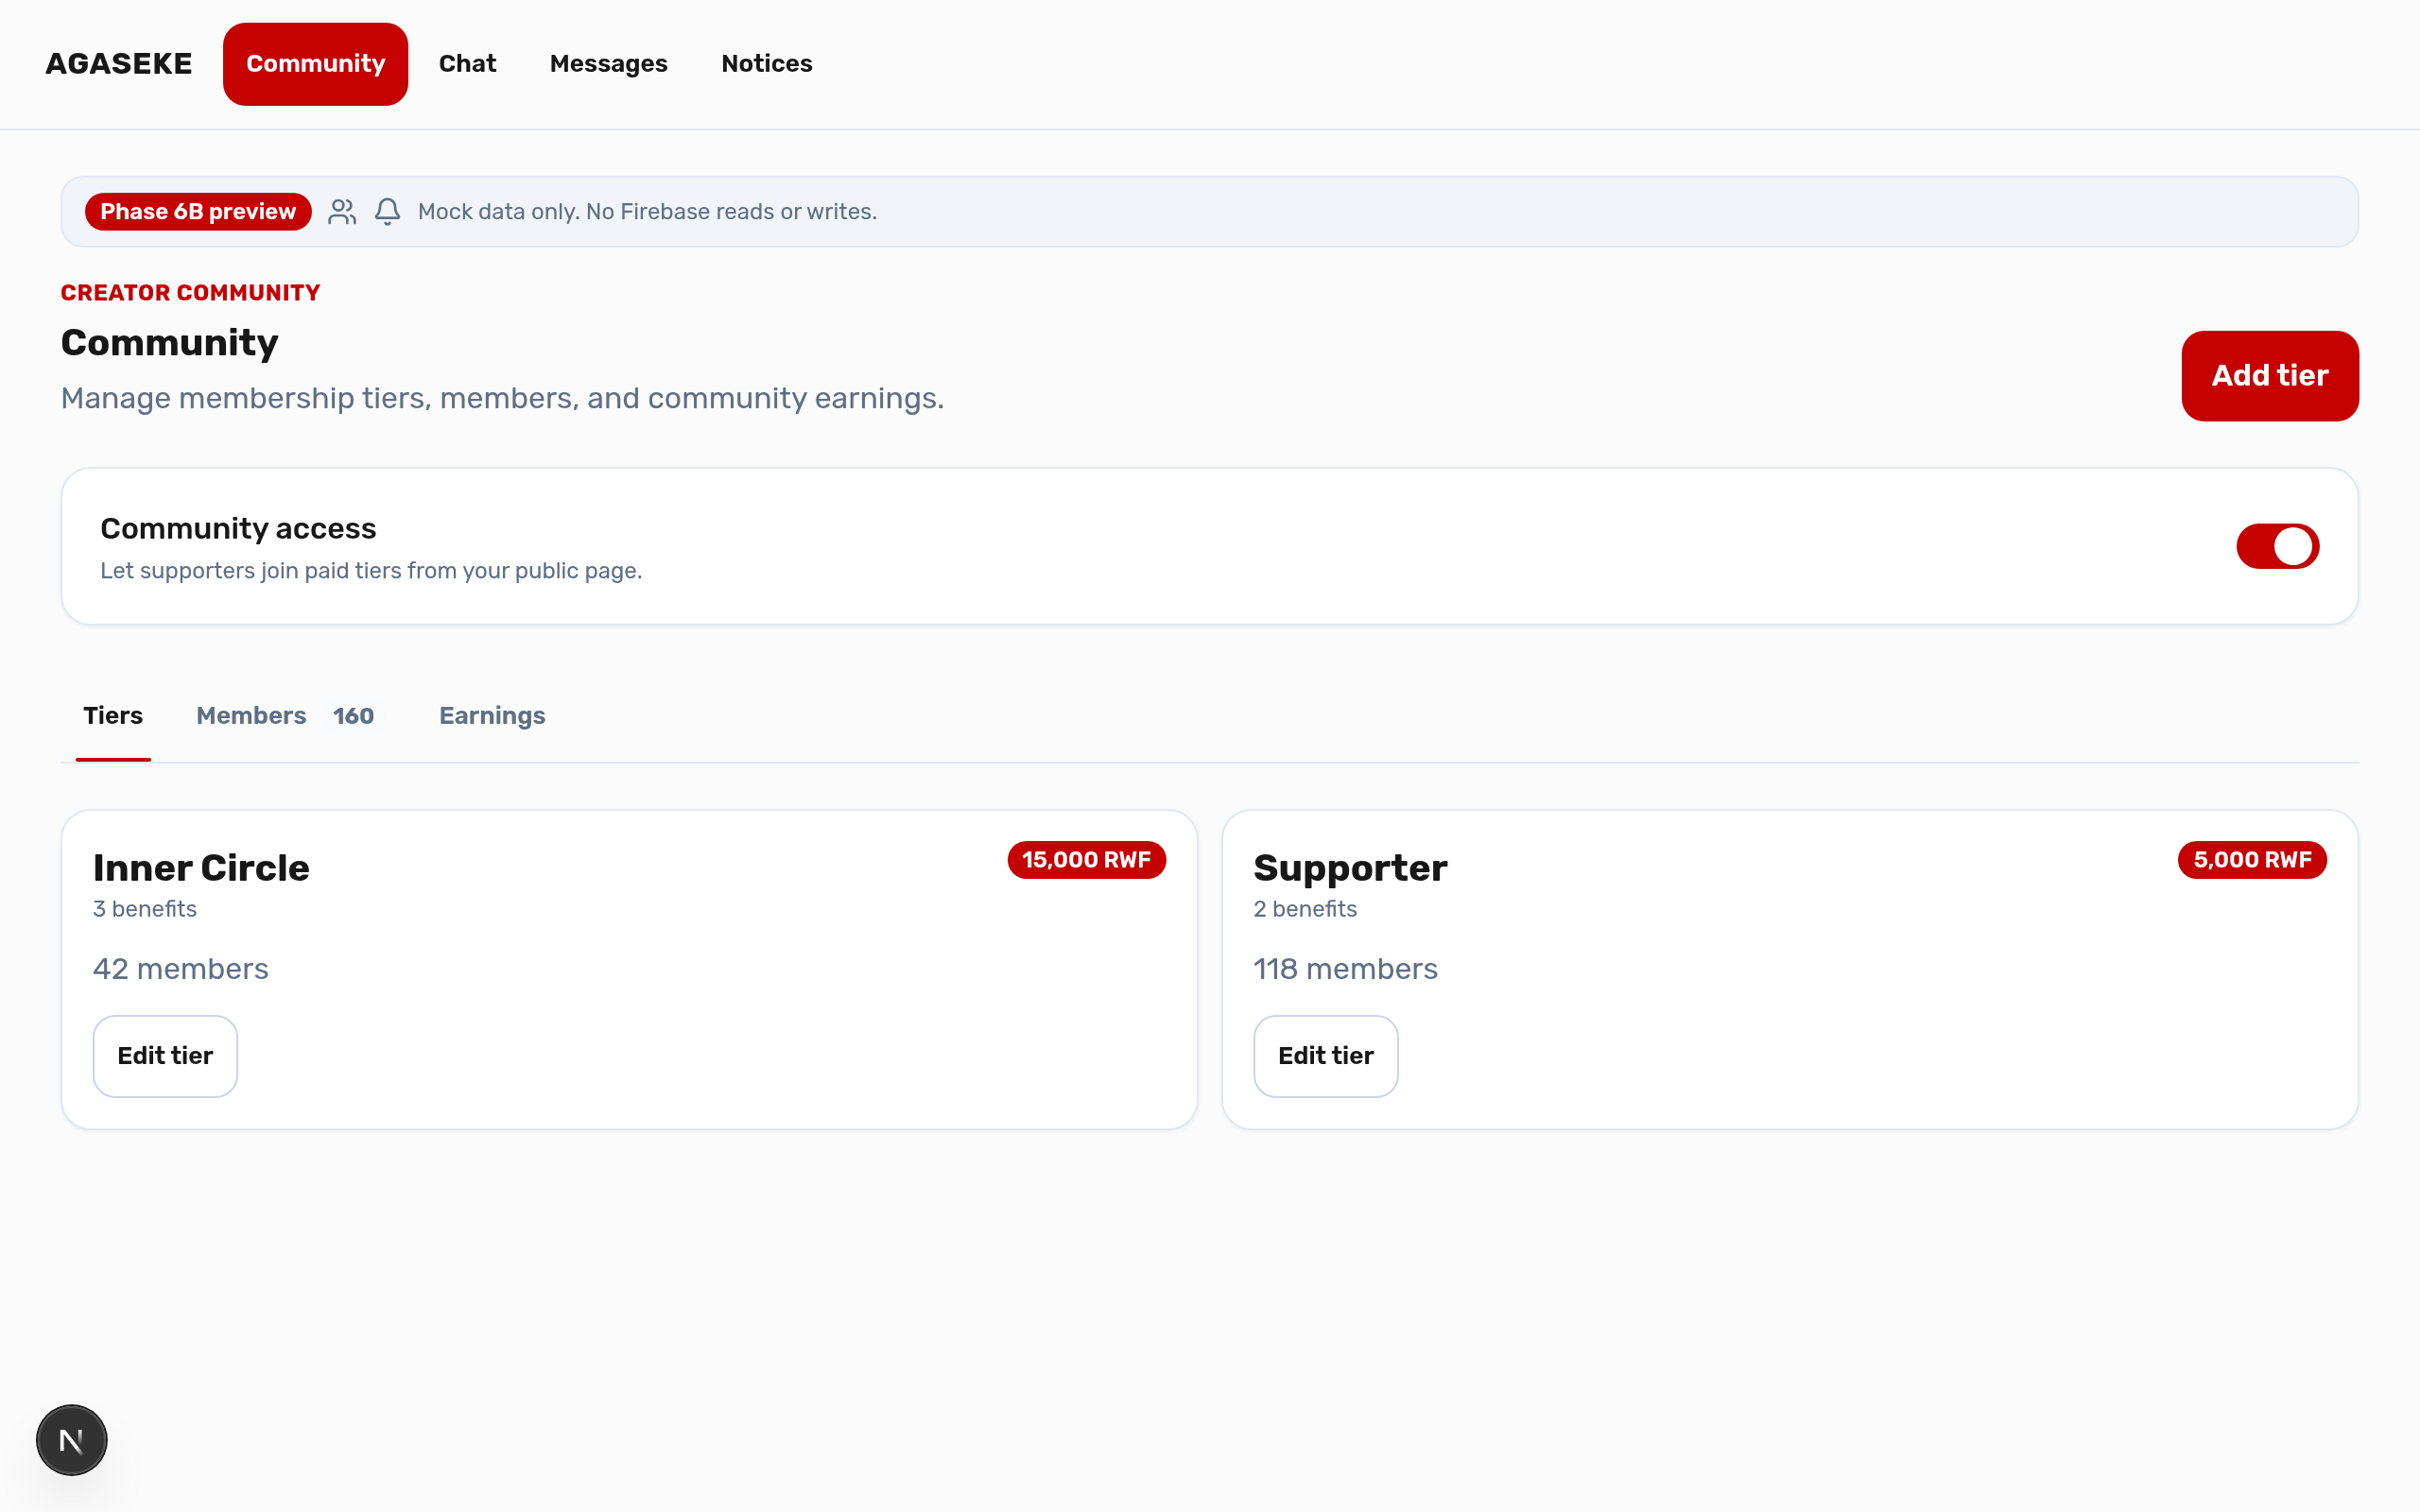 AGASEKE Community Chat Messages Notices
Phase 6B preview Mock data only. No Firebase reads or writes.
CREATOR COMMUNITY
Community
Manage membership tiers, members, and community earnings.
Add tier
Community access
Let supporters join paid tiers from your public page.
Tiers Members 160 Earnings
Inner Circle
15,000 RWF
3 benefits
42 members
Edit tier
Supporter
5,000 RWF
2 benefits
118 members
Edit tier
N